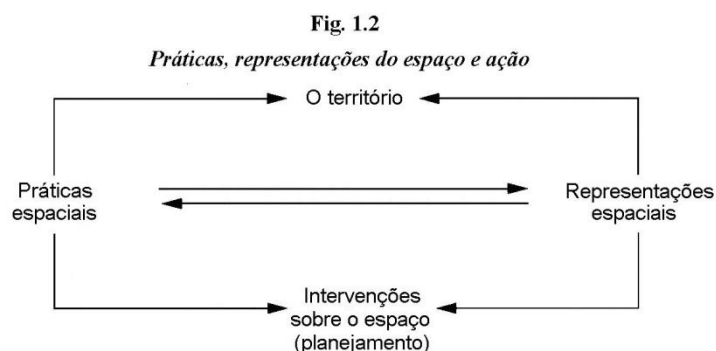 Fig. 1.2
Práticas, representações do espaço e ação
O território
Práticas
espaciais
Representações
espaciais
Intervenções
sobre o espaço
(planejamento)